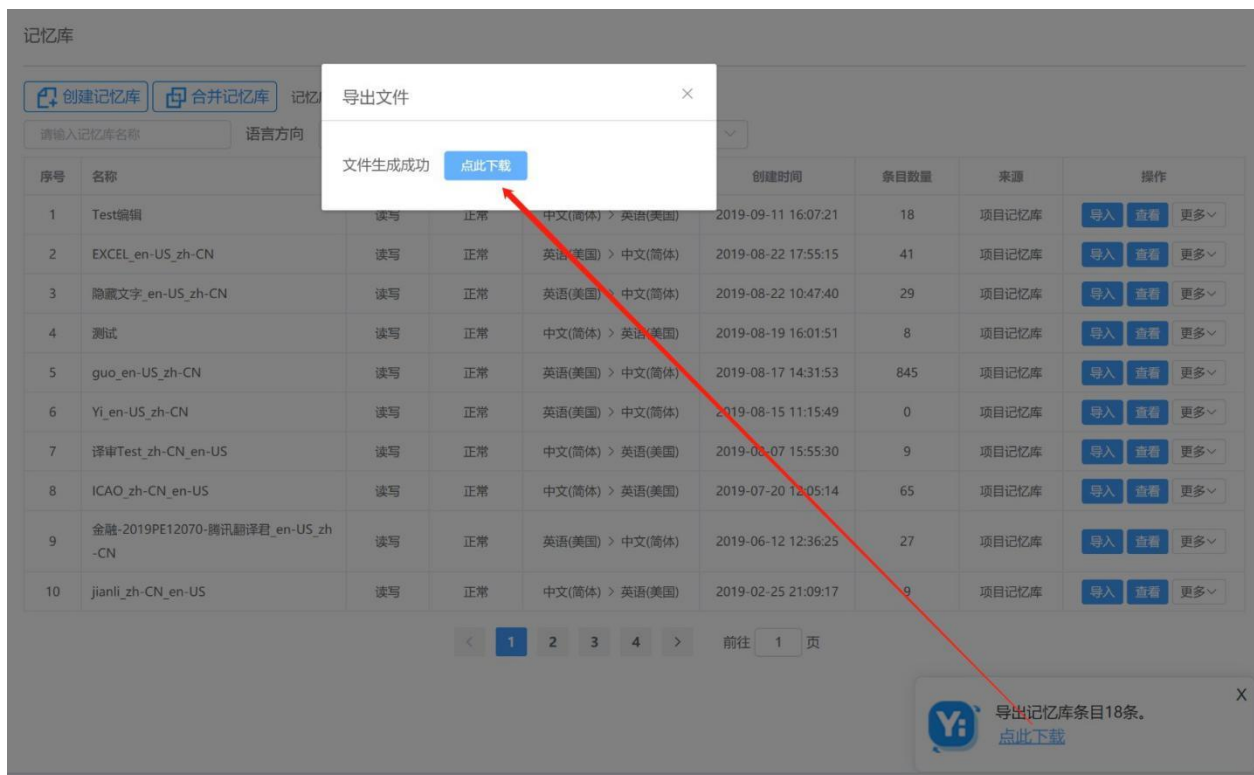 记忆库
创建记忆库 合并记忆库 记忆
请输入记忆库名称 语言方向
导出文件 ×
文件生成成功 点此下载
序号 名称 创建时间 条目数量 来源 操作
1 Test编辑 读写 正常 中文(简体) > 英语(美国) 2019-09-11 16:07:21 18 项目记忆库 导入 查看 更多
2 EXCEL_en-US_zh-CN 读写 正常 英语(美国) > 中文(简体) 2019-08-22 17:55:15 41 项目记忆库 导入 查看 更多
3 隐藏文字_en-US_zh-CN 读写 正常 英语(美国) > 中文(简体) 2019-08-22 10:47:40 29 项目记忆库 导入 查看 更多
4 测试 读写 正常 中文(简体) > 英语(美国) 2019-08-19 16:01:51 8 项目记忆库 导入 查看 更多
5 guo_en-US_zh-CN 读写 正常 英语(美国) > 中文(简体) 2019-08-17 14:31:53 845 项目记忆库 导入 查看 更多
6 Yi_en-US_zh-CN 读写 正常 英语(美国) > 中文(简体) 2019-08-15 11:15:49 0 项目记忆库 导入 查看 更多
7 译审Test_zh-CN_en-US 读写 正常 中文(简体) > 英语(美国) 2019-08-07 15:55:30 9 项目记忆库 导入 查看 更多
8 ICAO_zh-CN_en-US 读写 正常 中文(简体) > 英语(美国) 2019-07-20 12:05:14 65 项目记忆库 导入 查看 更多
9 金融-2019PE12070-腾讯翻译君_en-US_zh
-CN 读写 正常 英语(美国) > 中文(简体) 2019-06-12 12:36:25 27 项目记忆库 导入 查看 更多
10 jianli_zh-CN_en-US 读写 正常 中文(简体) > 英语(美国) 2019-02-25 21:09:17 9 项目记忆库 导入 查看 更多
< 1 2 3 4 > 前往 1 页
X
Yi 导出记忆库条目18条。
点此下载